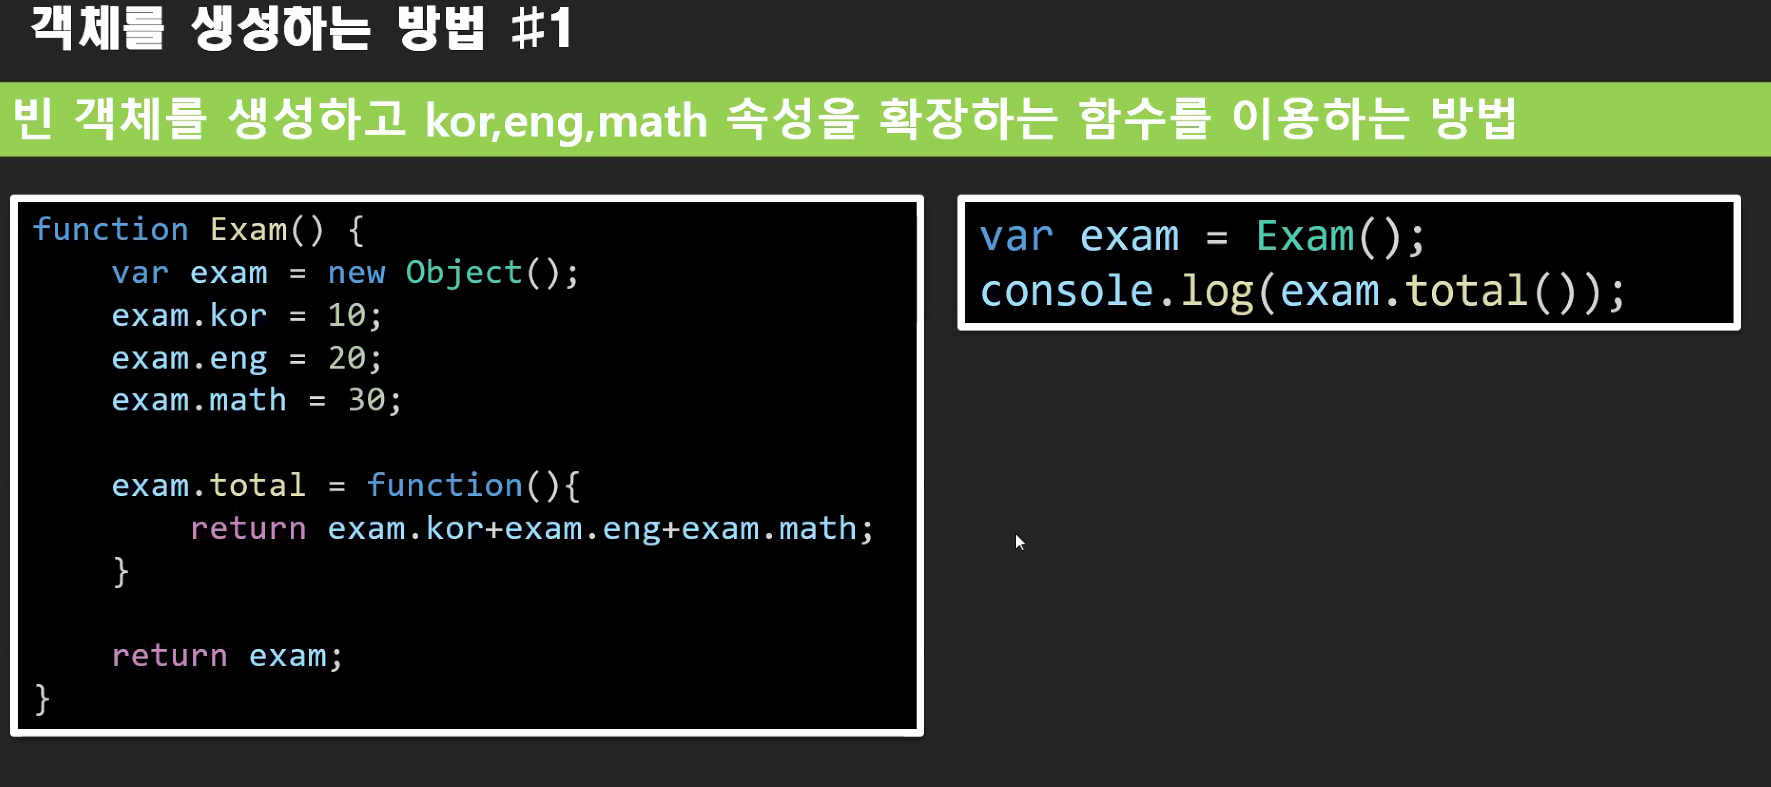 객체를 생성하는 방법 #1
빈 객체를 생성하고 kor,eng,math 속성을 확장하는 함수를 이용하는 방법
function Exam() {
    var exam = new Object();
    exam.kor = 10;
    exam.eng = 20;
    exam.math = 30;
    exam.total = function(){
        return exam.kor+exam.eng+exam.math;
    }
    return exam;
}
var exam = Exam();
console.log(exam.total());